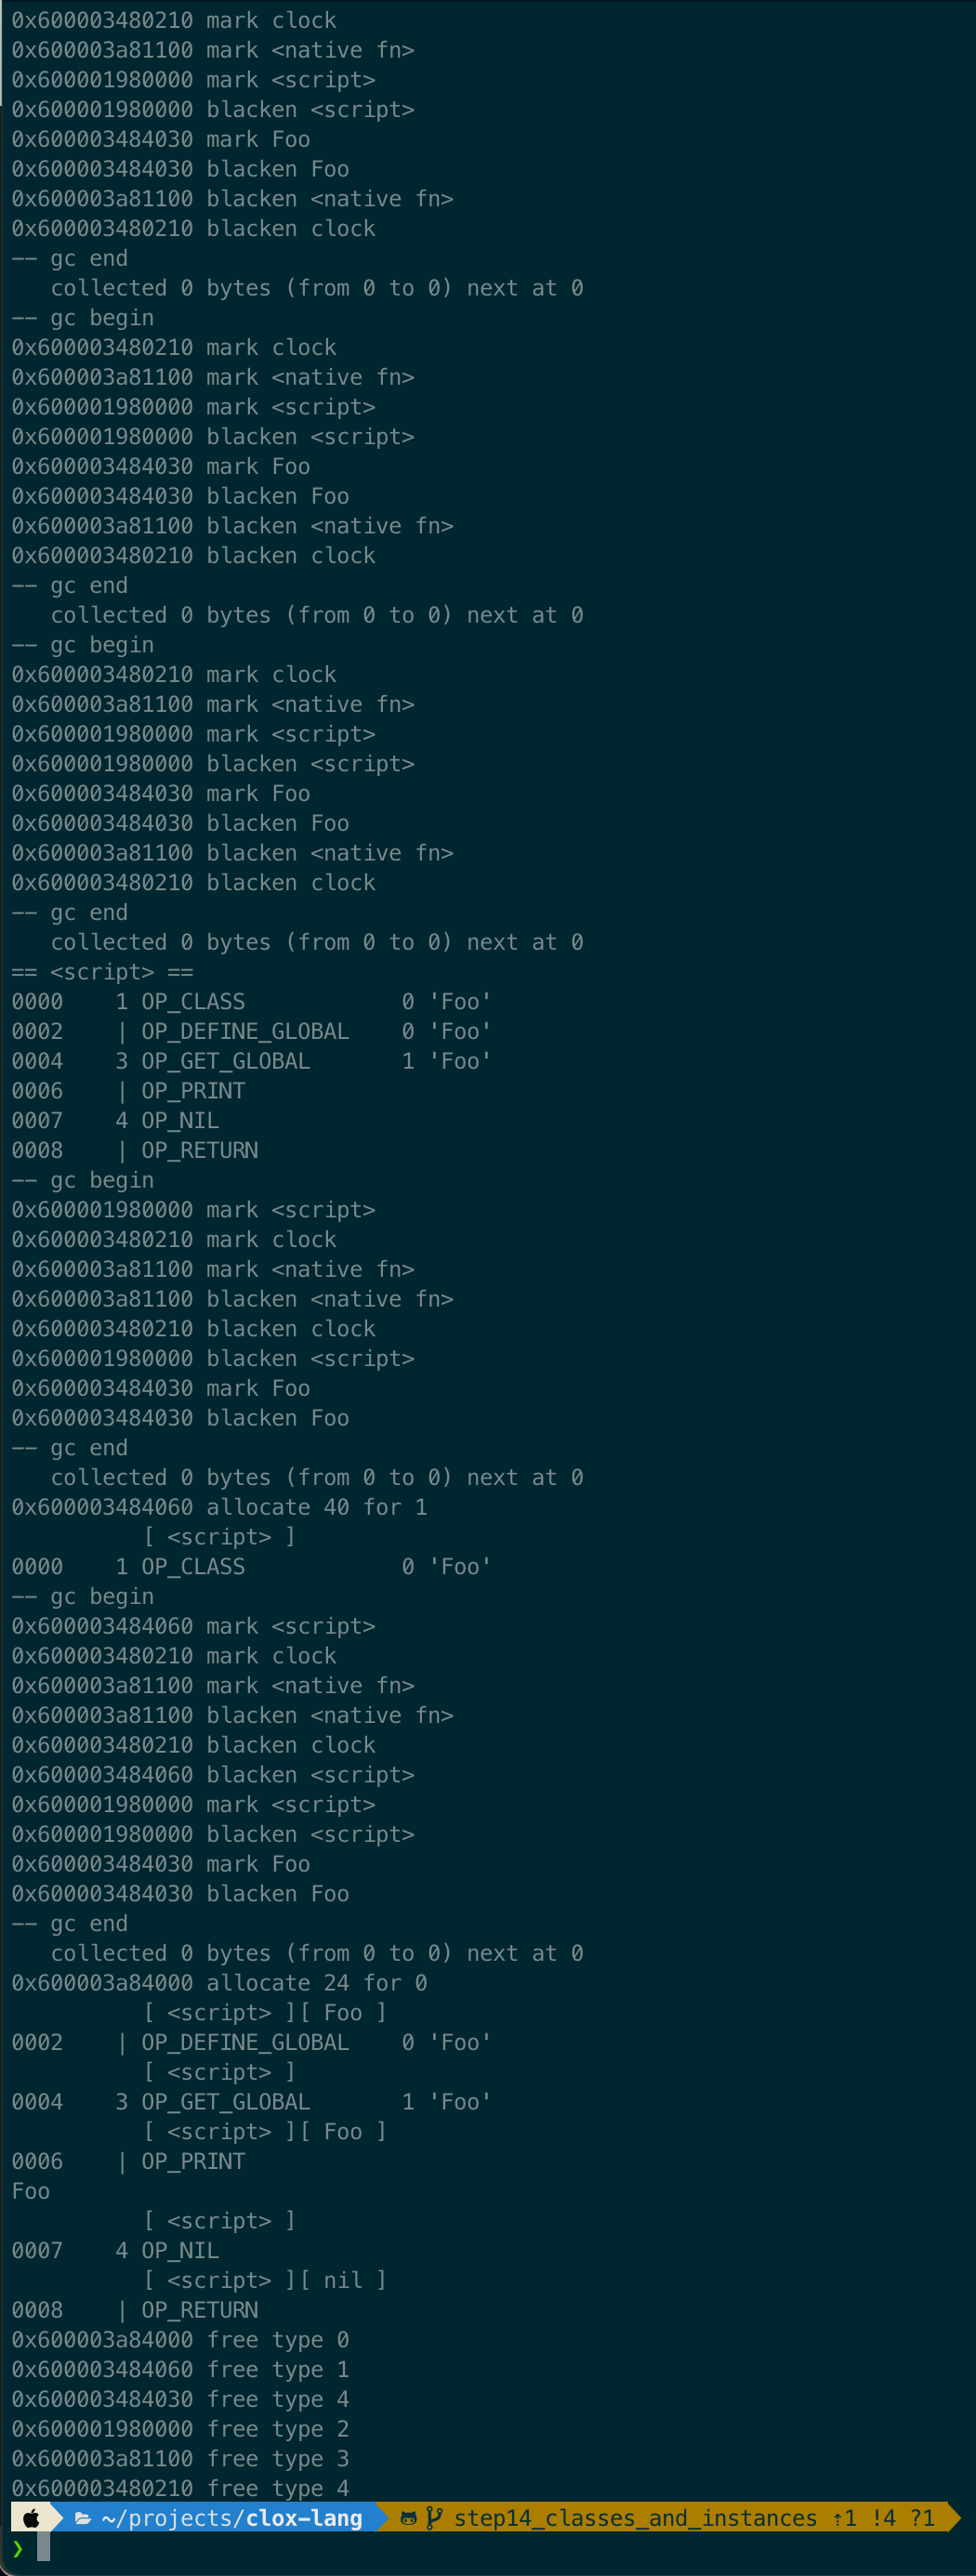 0x600003480210 mark clock
0x600003a81100 mark <native fn>
0x600001980000 mark <script>
0x600001980000 blacken <script>
0x600003484030 mark Foo
0x600003484030 blacken Foo
0x600003a81100 blacken <native fn>
0x600003480210 blacken clock
-- gc end
   collected 0 bytes (from 0 to 0) next at 0
-- gc begin
0x600003480210 mark clock
0x600003a81100 mark <native fn>
0x600001980000 mark <script>
0x600001980000 blacken <script>
0x600003484030 mark Foo
0x600003484030 blacken Foo
0x600003a81100 blacken <native fn>
0x600003480210 blacken clock
-- gc end
   collected 0 bytes (from 0 to 0) next at 0
-- gc begin
0x600003480210 mark clock
0x600003a81100 mark <native fn>
0x600001980000 mark <script>
0x600001980000 blacken <script>
0x600003484030 mark Foo
0x600003484030 blacken Foo
0x600003a81100 blacken <native fn>
0x600003480210 blacken clock
-- gc end
   collected 0 bytes (from 0 to 0) next at 0
== <script> ==
0000    1 OP_CLASS            0 'Foo'
0002    | OP_DEFINE_GLOBAL    0 'Foo'
0004    3 OP_GET_GLOBAL       1 'Foo'
0006    | OP_PRINT
0007    4 OP_NIL
0008    | OP_RETURN
-- gc begin
0x600001980000 mark <script>
0x600003480210 mark clock
0x600003a81100 mark <native fn>
0x600003a81100 blacken <native fn>
0x600003480210 blacken clock
0x600001980000 blacken <script>
0x600003484030 mark Foo
0x600003484030 blacken Foo
-- gc end
   collected 0 bytes (from 0 to 0) next at 0
0x600003484060 allocate 40 for 1
          [ <script> ]
0000    1 OP_CLASS            0 'Foo'
-- gc begin
0x600003484060 mark <script>
0x600003480210 mark clock
0x600003a81100 mark <native fn>
0x600003a81100 blacken <native fn>
0x600003480210 blacken clock
0x600003484060 blacken <script>
0x600001980000 mark <script>
0x600001980000 blacken <script>
0x600003484030 mark Foo
0x600003484030 blacken Foo
-- gc end
   collected 0 bytes (from 0 to 0) next at 0
0x600003a84000 allocate 24 for 0
          [ <script> ][ Foo ]
0002    | OP_DEFINE_GLOBAL    0 'Foo'
          [ <script> ]
0004    3 OP_GET_GLOBAL       1 'Foo'
          [ <script> ][ Foo ]
0006    | OP_PRINT
Foo
          [ <script> ]
0007    4 OP_NIL
          [ <script> ][ nil ]
0008    | OP_RETURN
0x600003a84000 free type 0
0x600003484060 free type 1
0x600003484030 free type 4
0x600001980000 free type 2
0x600003a81100 free type 3
0x600003480210 free type 4
~/projects/clox-lang step14_classes_and_instances ⇡1 !4 ?1
❯